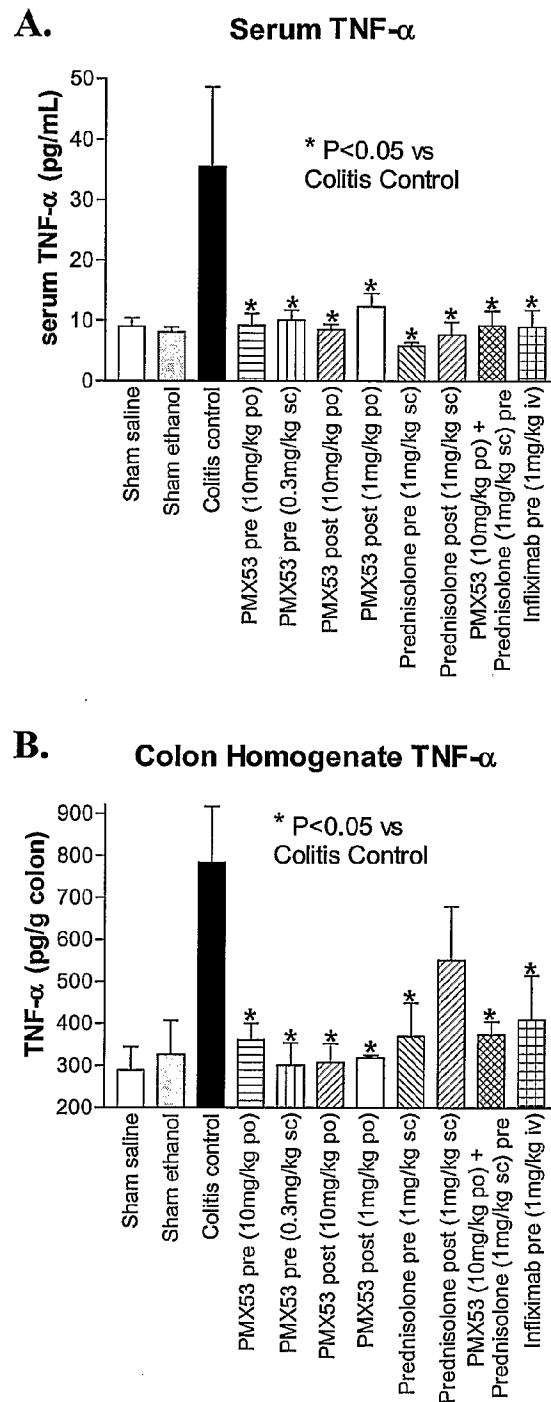 A.
Serum TNF-α
serum TNF-α (pg/mL)
50
40
30
20
10
0
* P<0.05 vs
Colitis Control
*
*
*
*
*
*
*
*
Sham saline
Sham ethanol
Colitis control
PMX53 pre (10mg/kg po)
PMX53 pre (0.3mg/kg sc)
PMX53 post (10mg/kg po)
PMX53 post (1mg/kg po)
Prednisolone pre (1mg/kg sc)
Prednisolone post (1mg/kg sc)
PMX53 (10mg/kg po) +
Prednisolone (1mg/kg sc) pre
Infliximab pre (1mg/kg iv)
B.
Colon Homogenate TNF-α
TNF-α (pg/g colon)
900
800
700
600
500
400
300
200
* P<0.05 vs
Colitis Control
*
*
*
*
*
*
*
Sham saline
Sham ethanol
Colitis control
PMX53 pre (10mg/kg po)
PMX53 pre (0.3mg/kg sc)
PMX53 post (10mg/kg po)
PMX53 post (1mg/kg po)
Prednisolone pre (1mg/kg sc)
Prednisolone post (1mg/kg sc)
PMX53 (10mg/kg po) +
Prednisolone (1mg/kg sc) pre
Infliximab pre (1mg/kg iv)